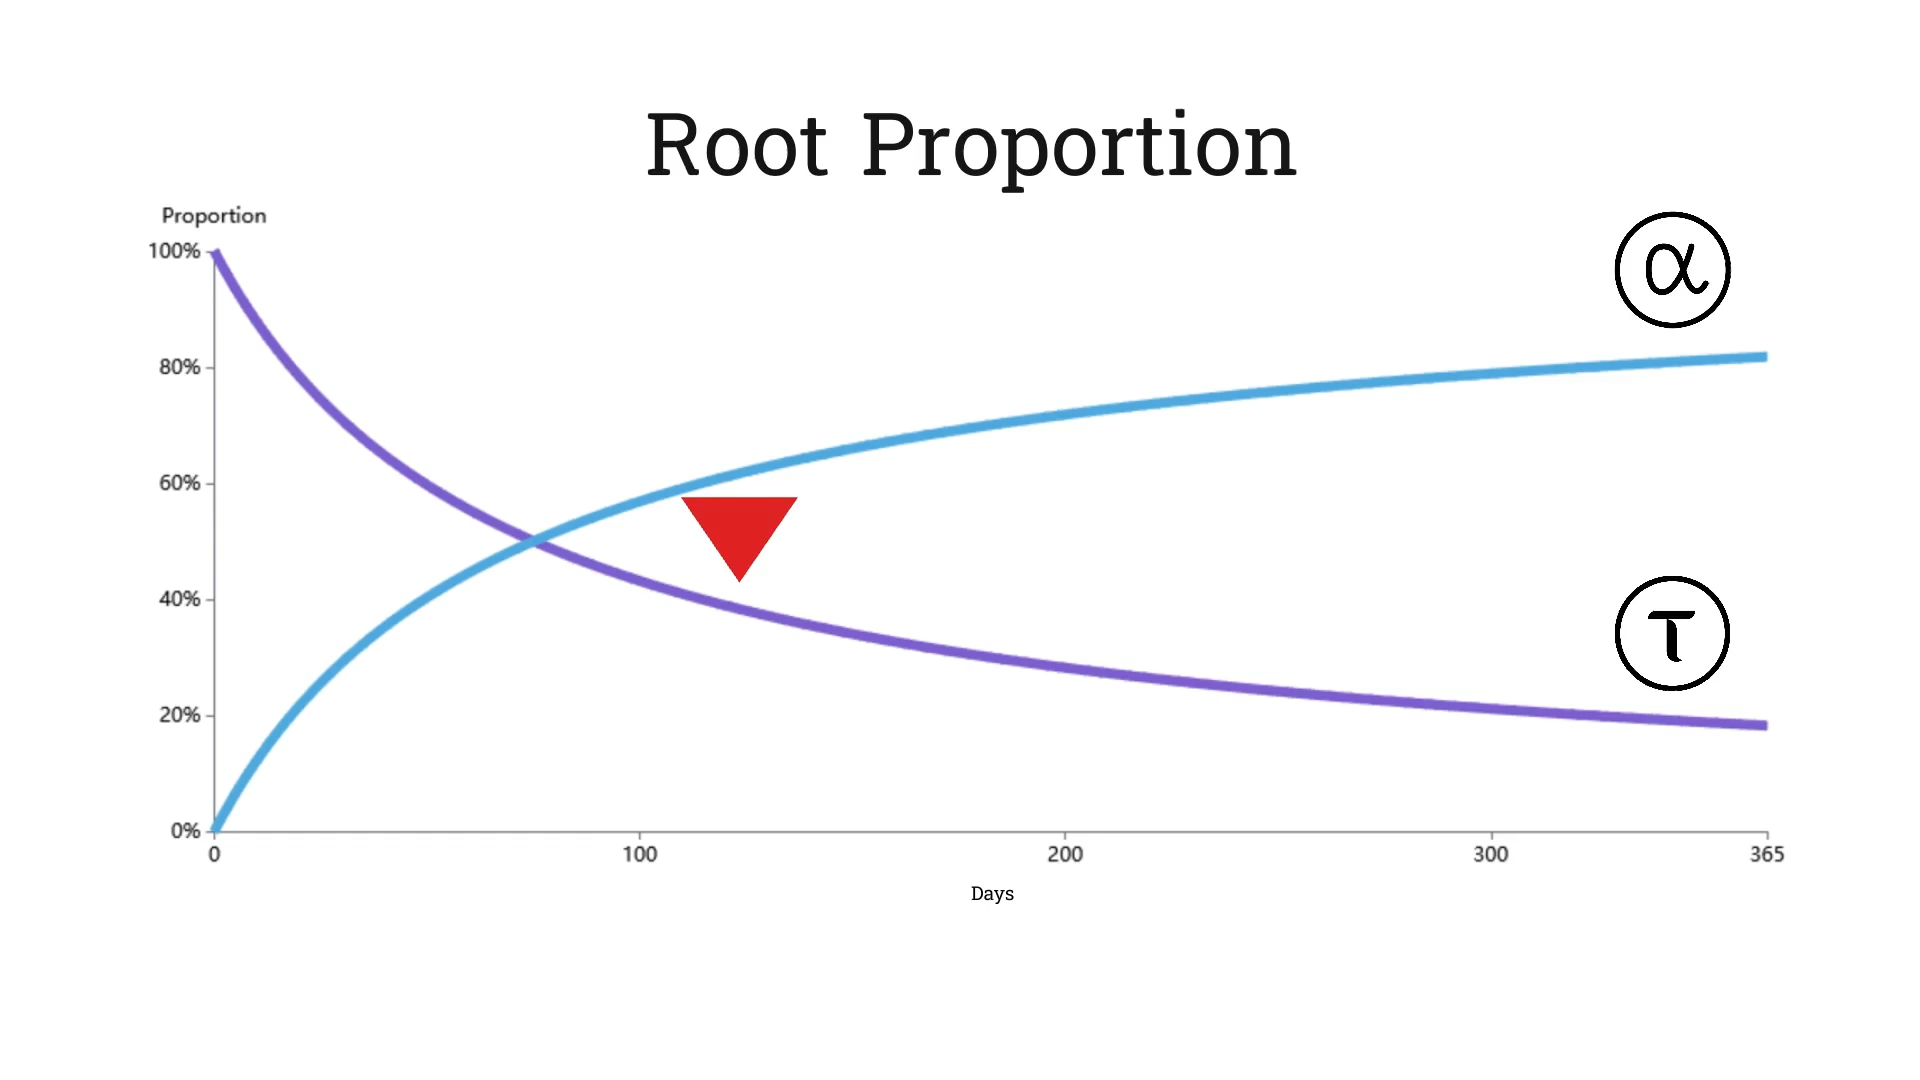 Root Proportion
Proportion
100%
α
80%
60%
40%
τ
20%
0%
0 100 200 300 365
Days